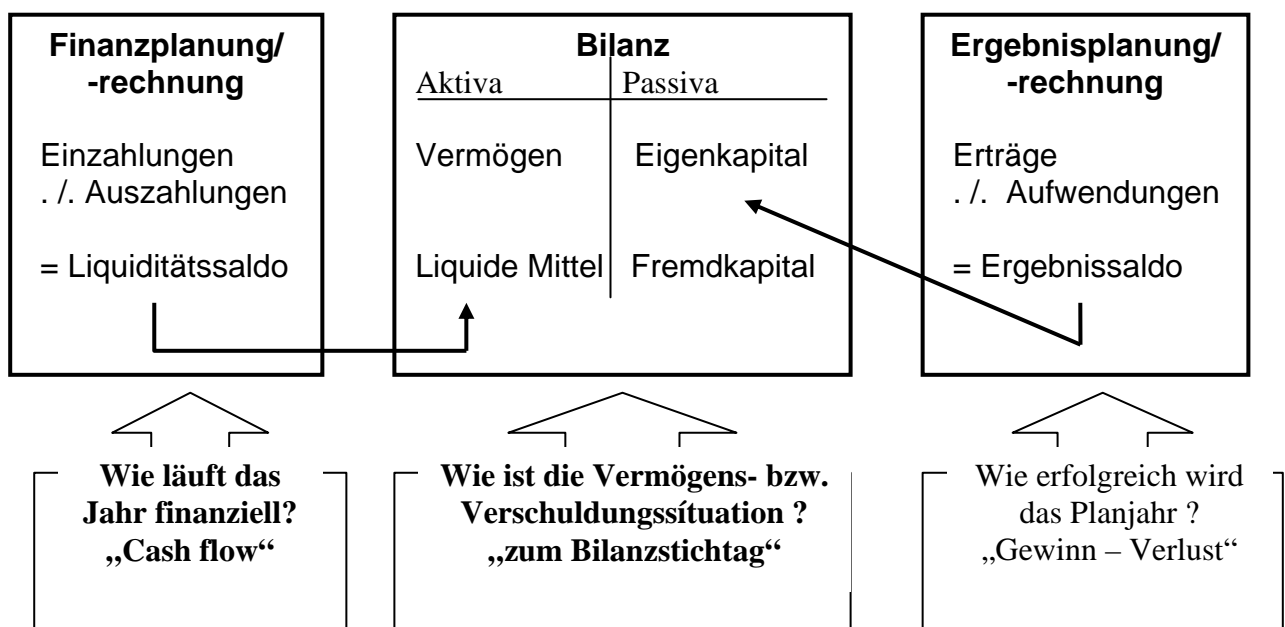 Finanzplanung/
-rechnung
Einzahlungen
. /. Auszahlungen
= Liquiditätssaldo
Bilanz
Aktiva Passiva
Vermögen Eigenkapital
Liquide Mittel Fremdkapital
Ergebnisplanung/
-rechnung
Erträge
. /. Aufwendungen
= Ergebnissaldo
Wie läuft das
Jahr finanziell?
„Cash flow“
Wie ist die Vermögens- bzw.
Verschuldungssítuation ?
„zum Bilanzstichtag“
Wie erfolgreich wird
das Planjahr ?
„Gewinn – Verlust“